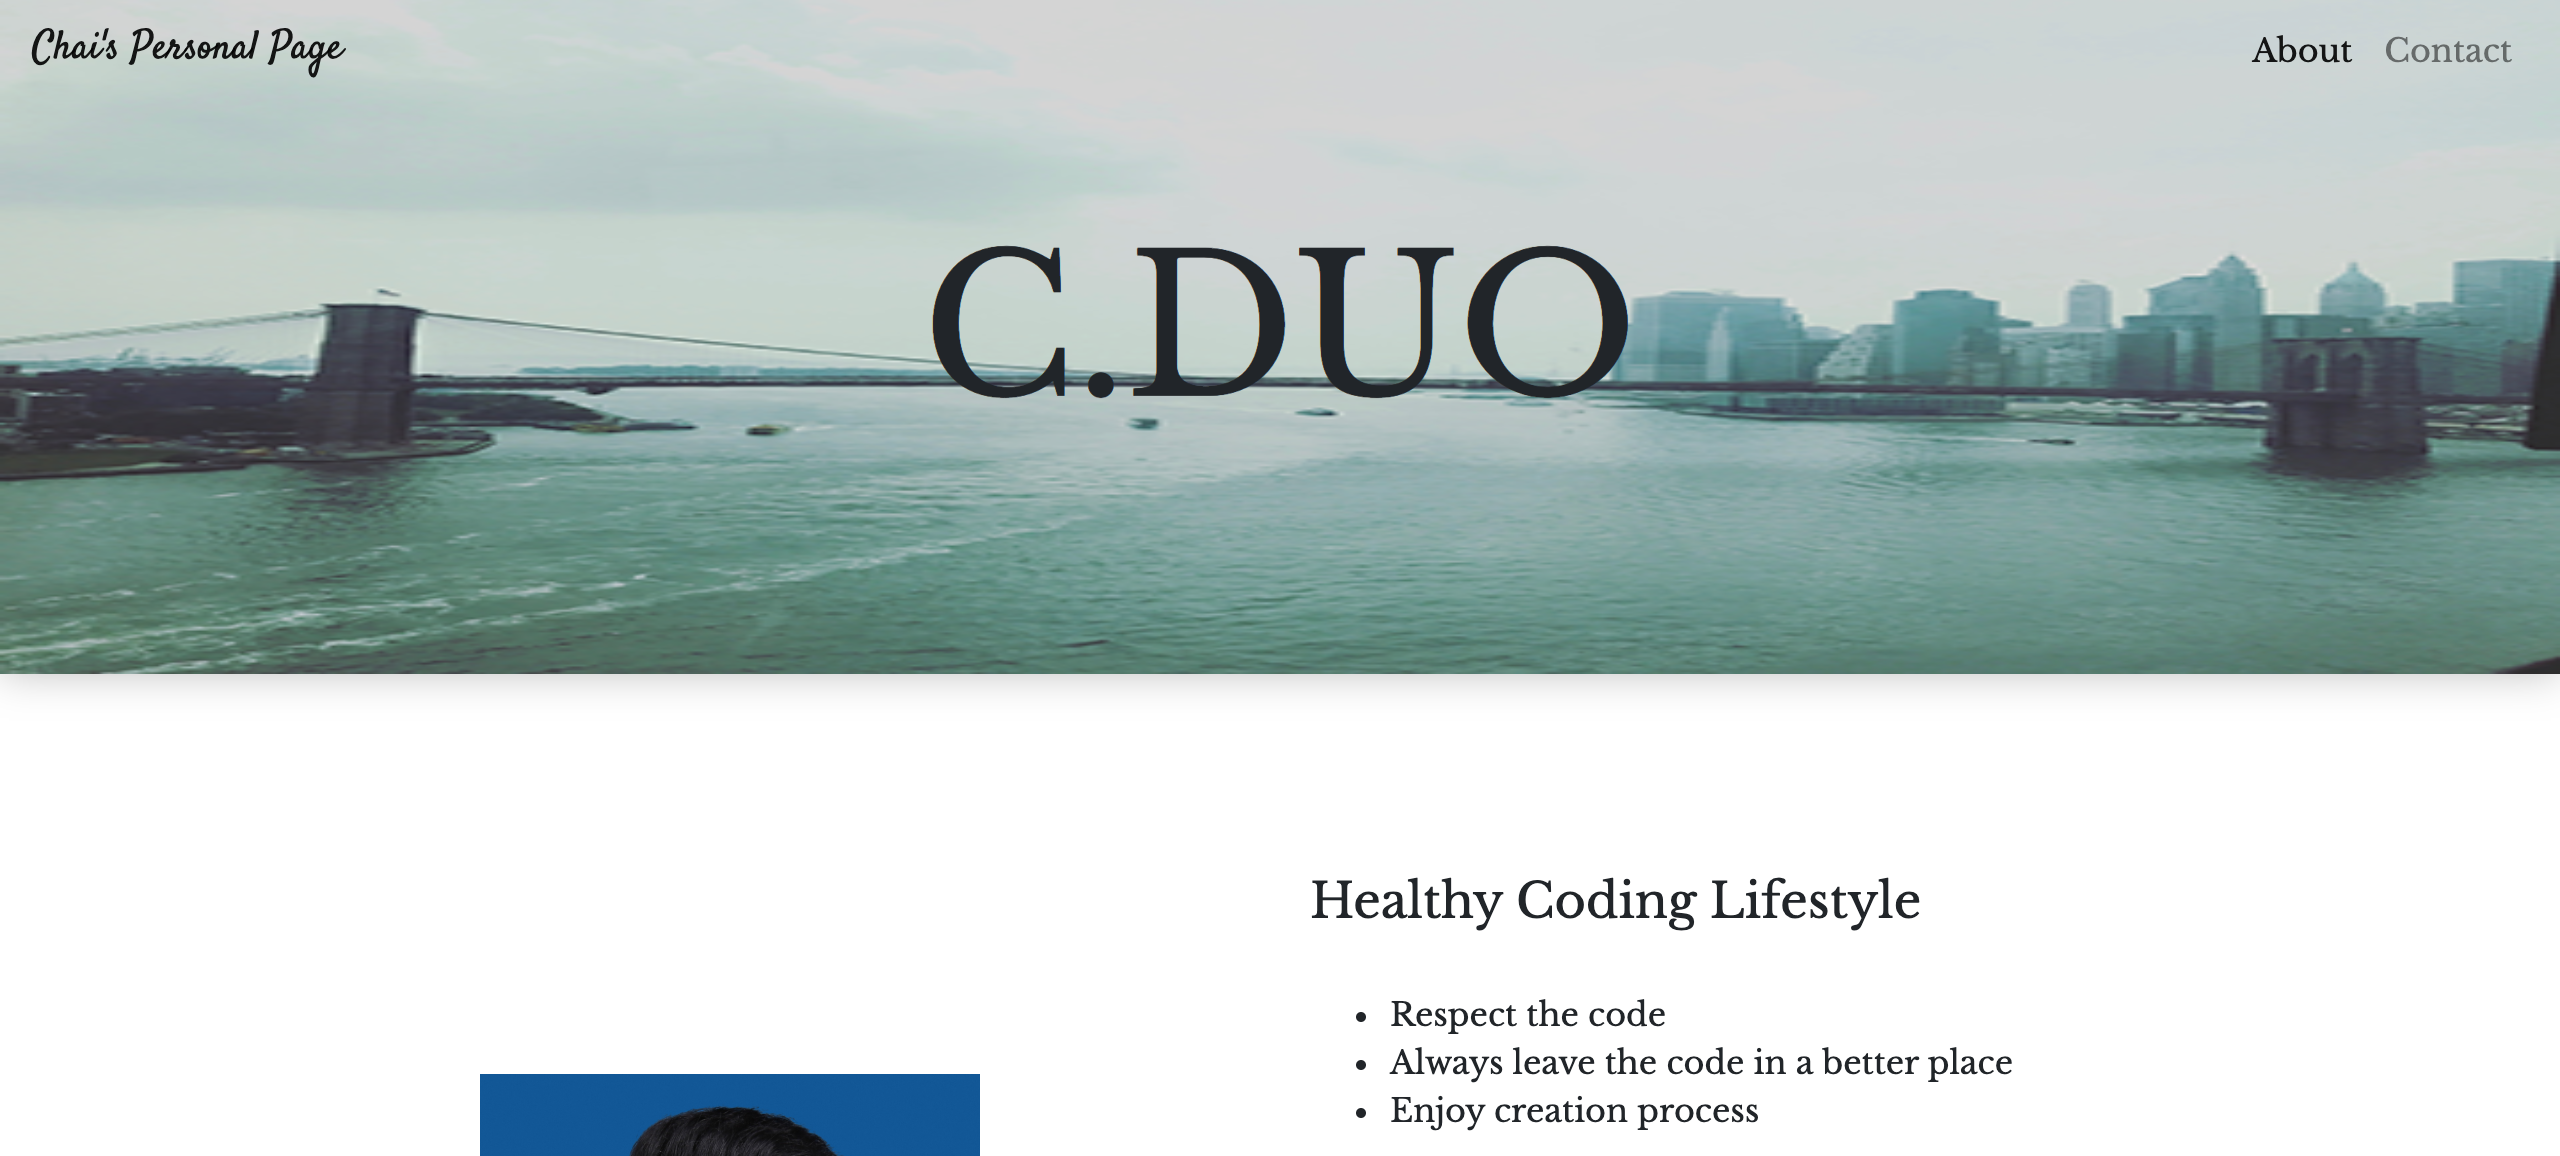 Chai's Personal Page
About Contact
C.DUO
Healthy Coding Lifestyle
Respect the code
Always leave the code in a better place
Enjoy creation process